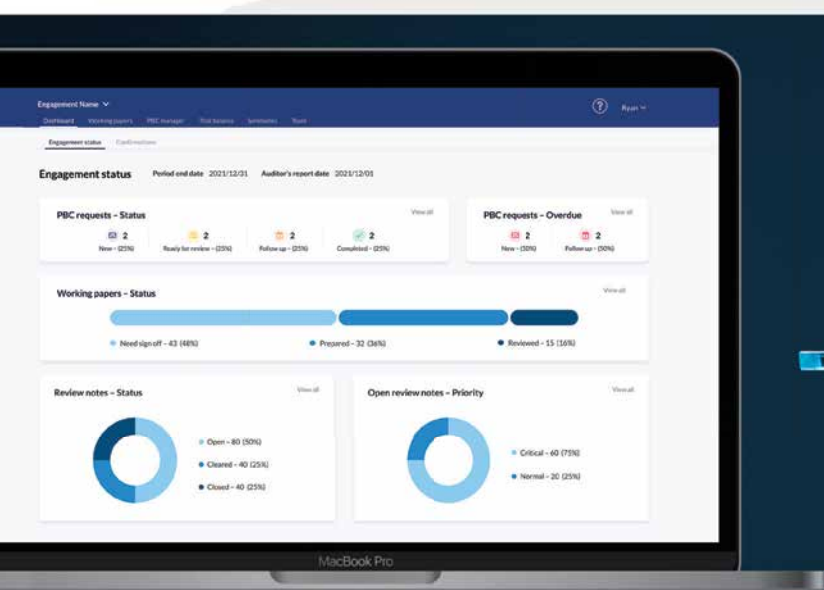 Engagement Name
Ryan
Dashboard Working papers PBC manager Trial balance Summaries Team
Engagement status Confirmations
Engagement status Period end date 2021/12/31 Auditor's report date 2021/12/01
PBC requests – Status View all
2 2 2 2
New – (25%) Ready for review – (25%) Follow up – (25%) Completed – (25%)
PBC requests – Overdue View all
2 2
New – (50%) Follow up – (50%)
Working papers – Status View all
Need sign off – 43 (48%) Prepared – 32 (36%) Reviewed – 15 (16%)
Review notes – Status View all
Open – 80 (50%)
Cleared – 40 (25%)
Closed – 40 (25%)
Open review notes – Priority View all
Critical – 60 (75%)
Normal – 20 (25%)
MacBook Pro